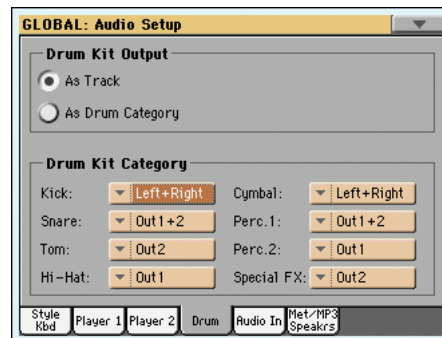 GLOBAL: Audio Setup
Drum Kit Output
As Track
As Drum Category
Drum Kit Category
Kick: Left+Right Cymbal: Left+Right
Snare: Out1+2 Perc.1: Out1+2
Tom: Out2 Perc.2: Out1
Hi-Hat: Out1 Special FX: Out2
Style Kbd Player 1 Player 2 Drum Audio In Met/MP3 Speakrs